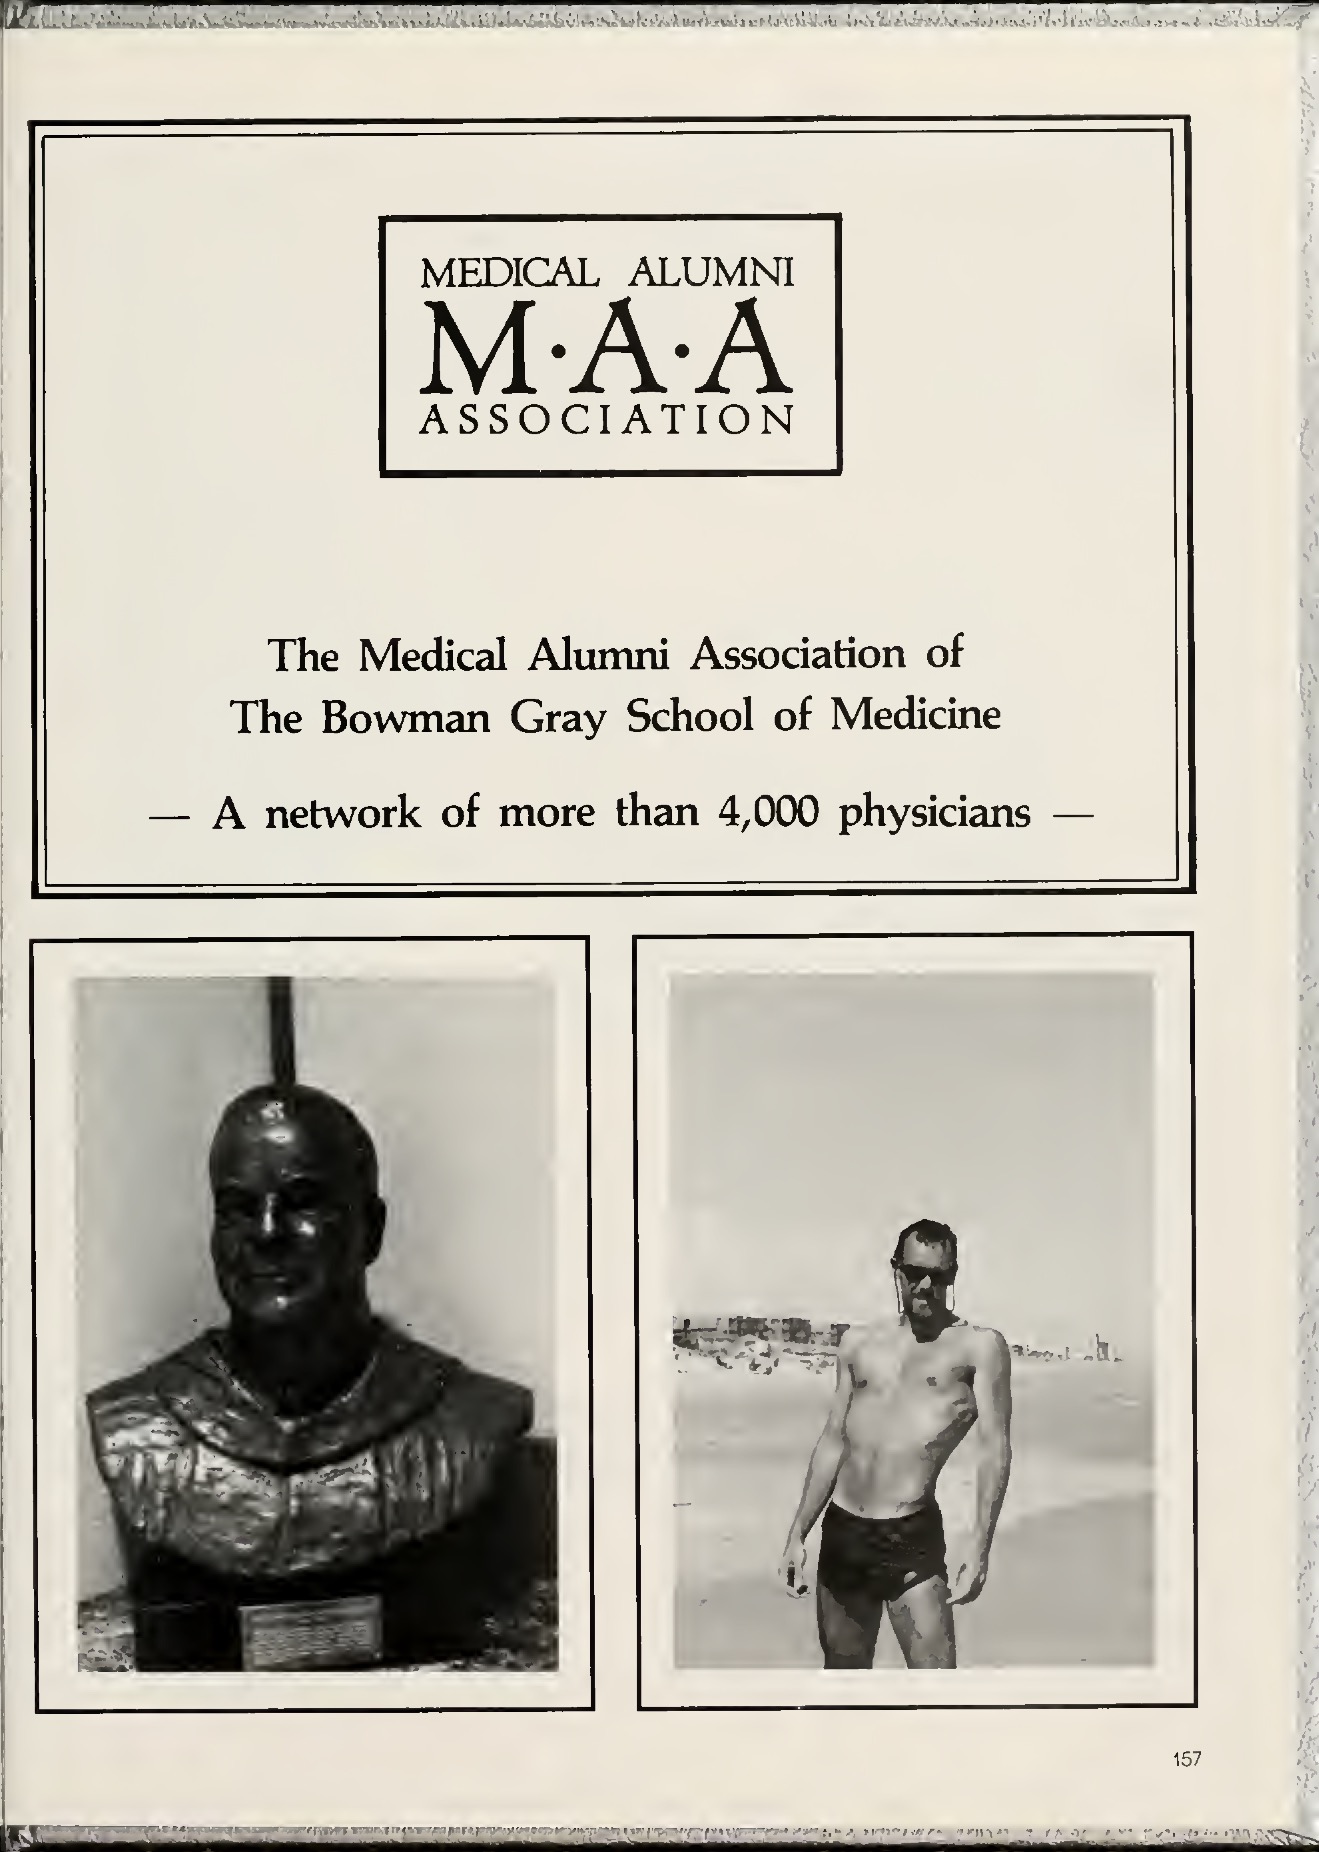 MEDICAL ALUMNI
M·A·A
ASSOCIATION
The Medical Alumni Association of
The Bowman Gray School of Medicine
— A network of more than 4,000 physicians —
157